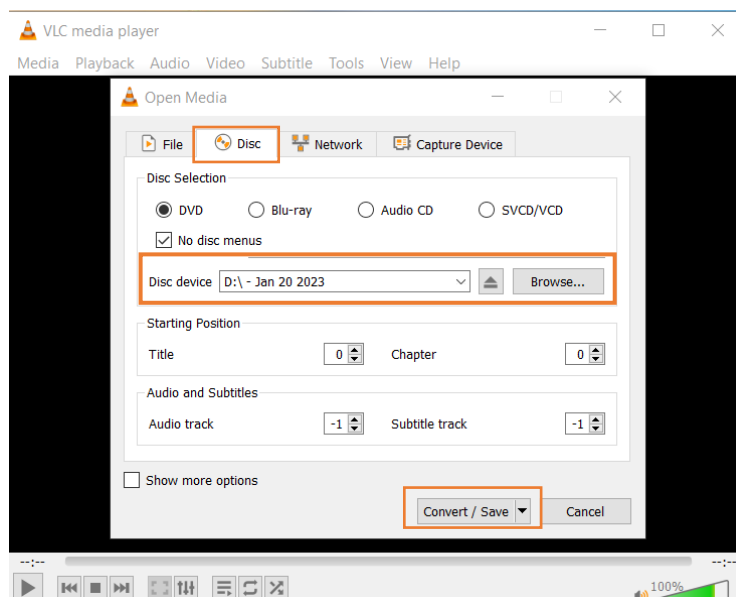 VLC media player
Media Playback Audio Video Subtitle Tools View Help
Open Media
File Disc Network Capture Device
Disc Selection
DVD Blu-ray Audio CD SVCD/VCD
No disc menus
Disc device D:\ - Jan 20 2023 Browse...
Starting Position
Title 0 Chapter 0
Audio and Subtitles
Audio track -1 Subtitle track -1
Show more options
Convert / Save Cancel
--:-- --:--
100%